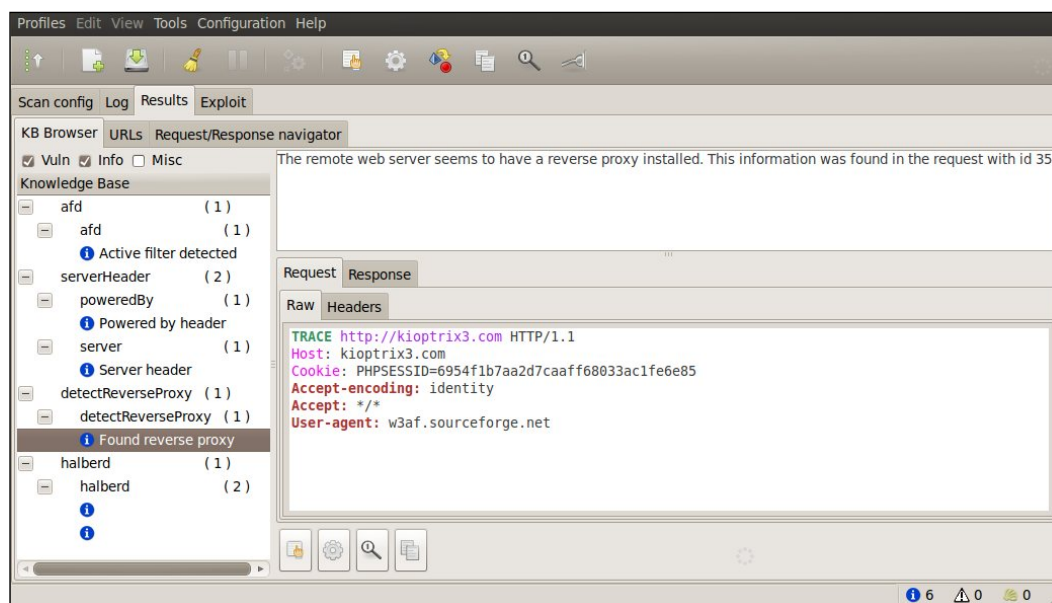 Profiles Edit View Tools Configuration Help
Scan config Log Results Exploit
KB Browser URLs Request/Response navigator
Vuln Info Misc
Knowledge Base
afd (1)
afd (1)
Active filter detected
serverHeader (2)
poweredBy (1)
Powered by header
server (1)
Server header
detectReverseProxy (1)
detectReverseProxy (1)
Found reverse proxy
halberd (1)
halberd (2)
The remote web server seems to have a reverse proxy installed. This information was found in the request with id 35
Request Response
Raw Headers
TRACE http://kioptrix3.com HTTP/1.1
Host: kioptrix3.com
Cookie: PHPSESSID=6954f1b7aa2d7caaff68033ac1fe6e85
Accept-encoding: identity
Accept: */*
User-agent: w3af.sourceforge.net
6 0 0